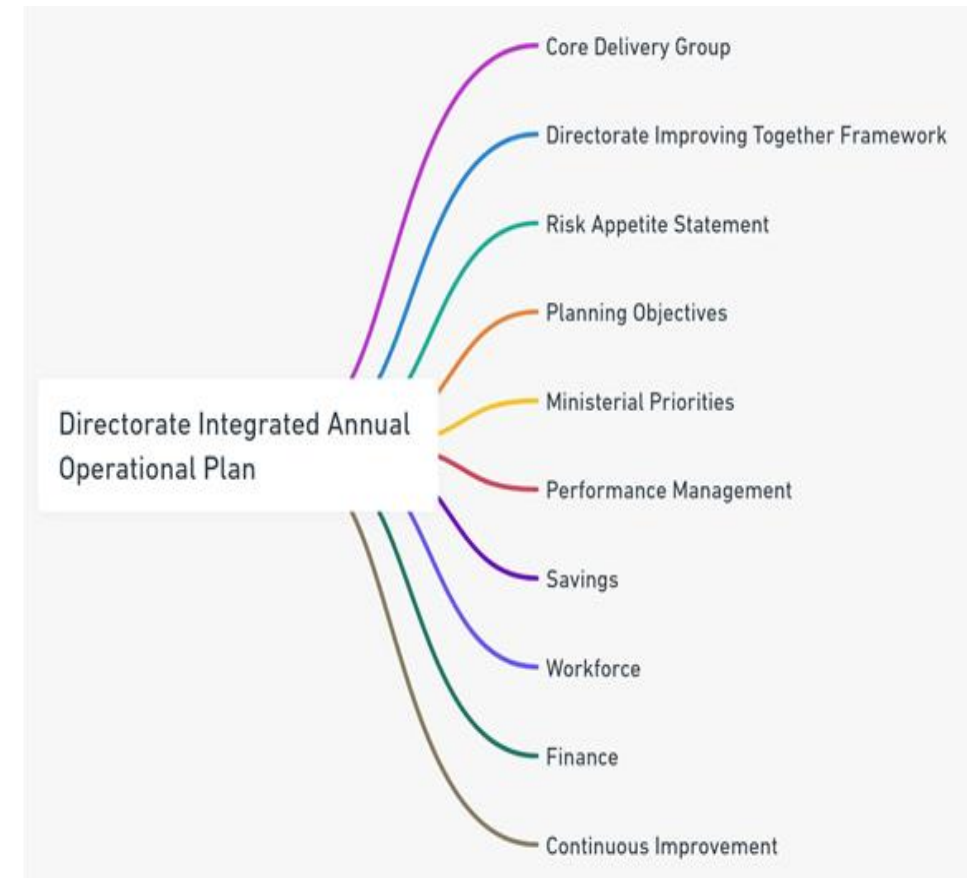 Core Delivery Group
Directorate Improving Together Framework
Risk Appetite Statement
Planning Objectives
Ministerial Priorities
Directorate Integrated Annual
Operational Plan
Performance Management
Savings
Workforce
Finance
Continuous Improvement